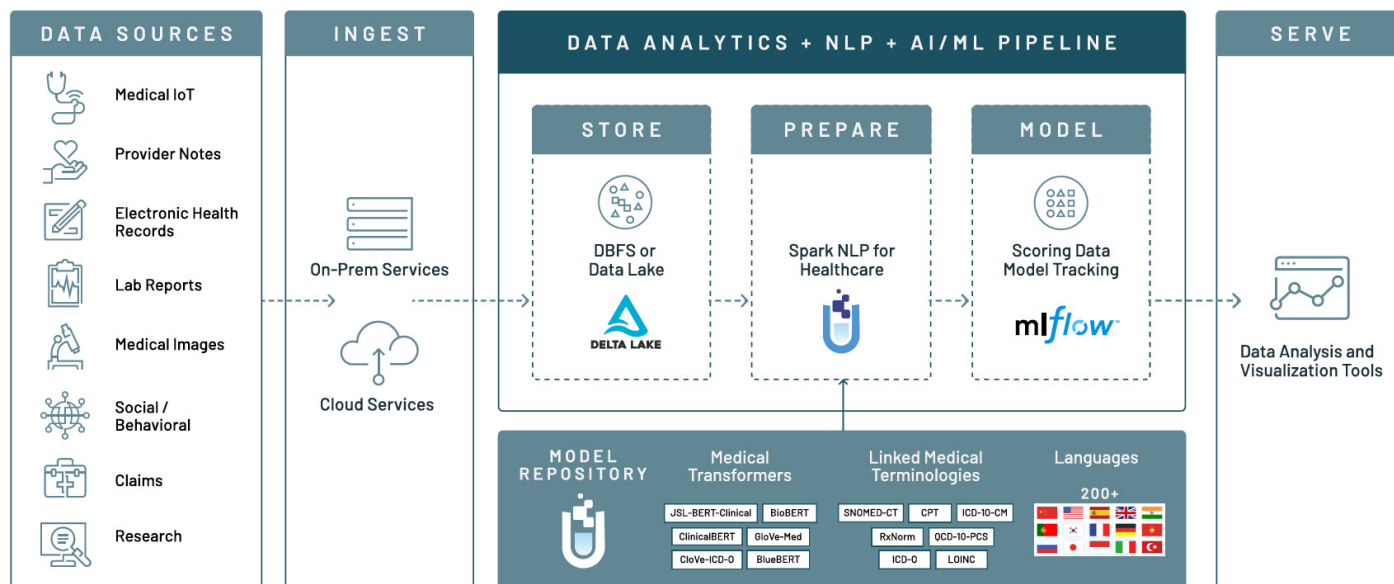 DATA SOURCES
Medical IoT
Provider Notes
Electronic Health
Records
Lab Reports
Medical Images
Social /
Behavioral
Claims
Research
INGEST
On-Prem Services
Cloud Services
DATA ANALYTICS + NLP + AI/ML PIPELINE
STORE
DBFS or
Data Lake
DELTA LAKE
PREPARE
Spark NLP for
Healthcare
MODEL
Scoring Data
Model Tracking
mlflow™
MODEL
REPOSITORY
Medical
Transformers
JSL-BERT-Clinical BioBERT
ClinicalBERT GloVe-Med
CloVe-ICD-O BlueBERT
Linked Medical
Terminologies
SNOMED-CT CPT ICD-10-CM
RxNorm QCD-10-PCS
ICD-O LOINC
Languages
200+
SERVE
Data Analysis and
Visualization Tools